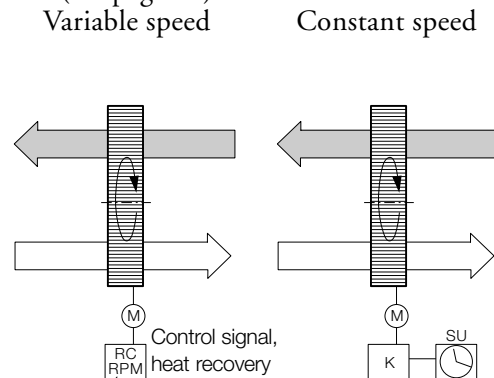 Variable speed
Constant speed
M
M
Control signal,
heat recovery
RC
RPM
SU
K